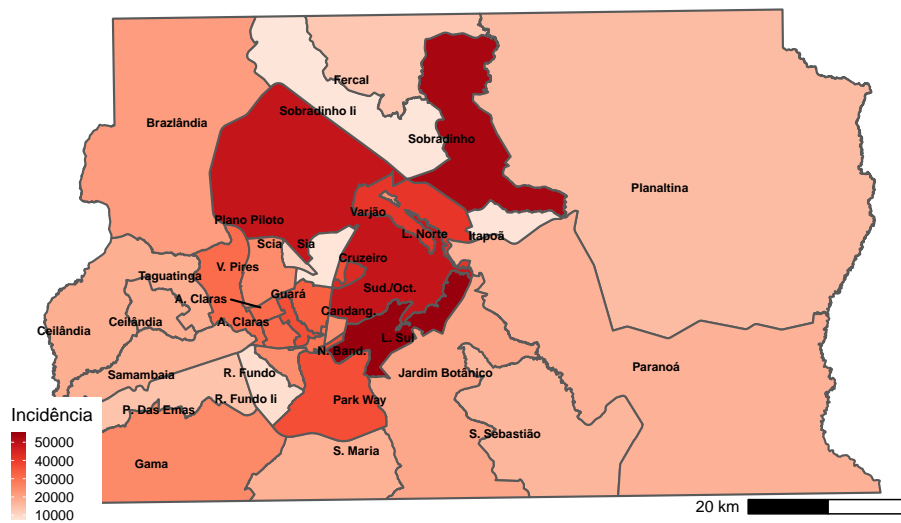 Fercal
Sobradinho Ii
Brazlândia
Sobradinho
Planaltina
Plano Piloto
Varjão
L. Norte
Itapoã
Scia
Sia
Cruzeiro
V. Pires
Taguatinga
Sud./Oct.
Guará
A. Claras
Candang.
Ceilândia
Ceilândia
A. Claras
L. Sul
N. Band.
Samambaia
R. Fundo
Jardim Botânico
Paranoá
R. Fundo Ii
Park Way
P. Das Emas
S. Sebastião
S. Maria
Gama
Incidência
50000
40000
30000
20000
10000
20 km